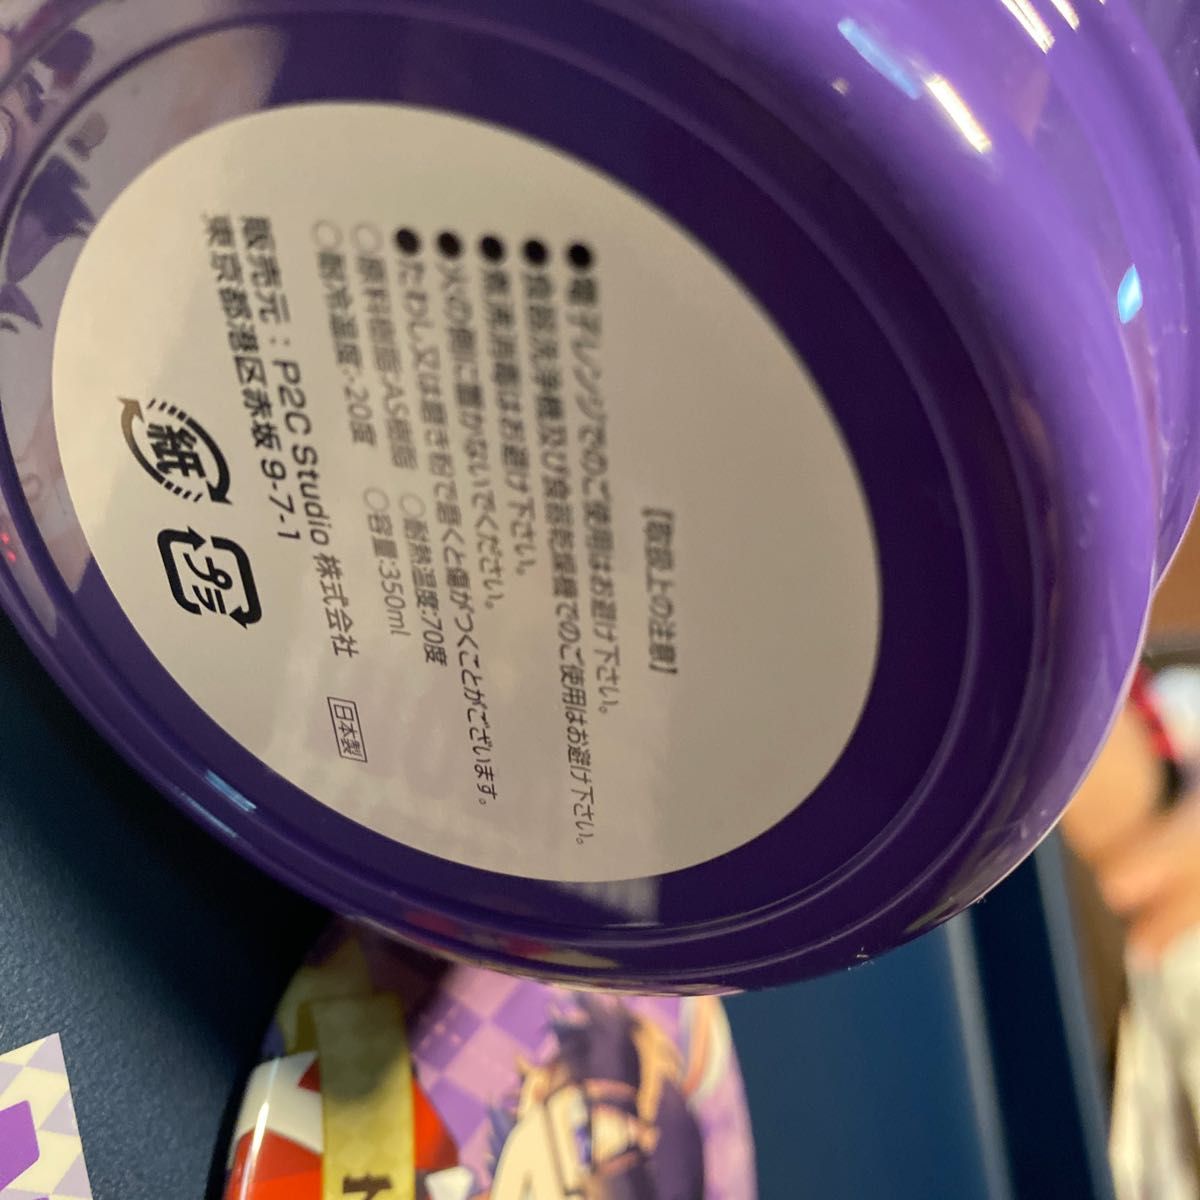 【取扱上の注意】
●電子レンジでのご使用はお避け下さい。
●食器洗浄機及び食器乾燥機でのご使用はお避け下さい。
●煮沸消毒はお避け下さい。
●火の側に置かないでください。
●たわし又は磨き粉で磨くと傷がつくことがございます。
○原料樹脂:AS樹脂 ○耐熱温度:70度
○耐冷温度:-20度 ○容量:350ml
販売元：P2C Studio 株式会社 日本製
東京都港区赤坂 9-7-1
紙 プラ